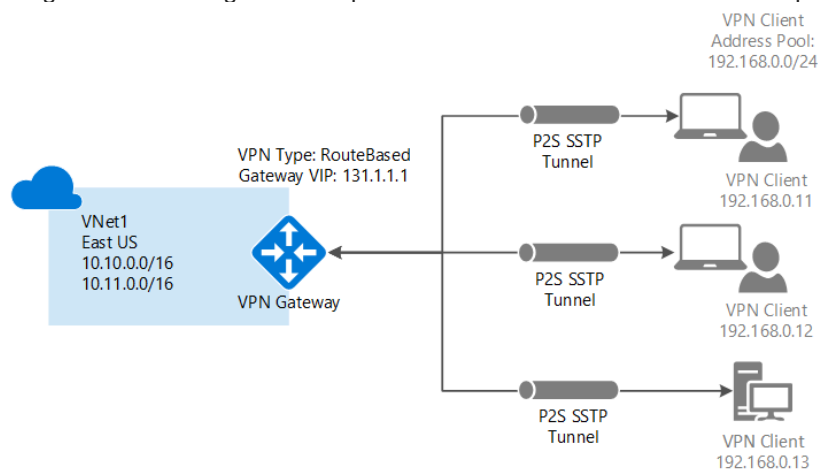 VPN Client
Address Pool:
192.168.0.0/24
P2S SSTP
Tunnel
VPN Type: RouteBased
Gateway VIP: 131.1.1.1
VPN Client
192.168.0.11
VNet1
East US
10.10.0.0/16
10.11.0.0/16
VPN Gateway
P2S SSTP
Tunnel
VPN Client
192.168.0.12
P2S SSTP
Tunnel
VPN Client
192.168.0.13